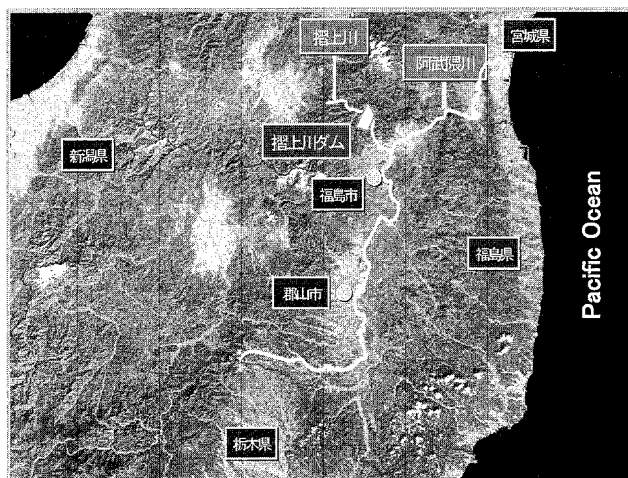 摺上川
宮城県
阿武隈川
摺上川ダム
新潟県
福島市
福島県
Pacific Ocean
郡山市
栃木県